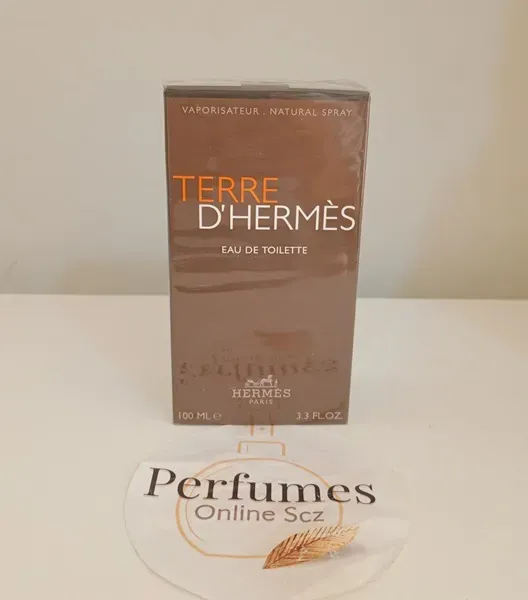 VAPORISATEUR . NATURAL SPRAY
TERRE
D'HERMÈS
EAU DE TOILETTE
HERMÈS
PARIS
100 ML ℮ 3.3 FL.OZ.
Perfumes
Online Scz